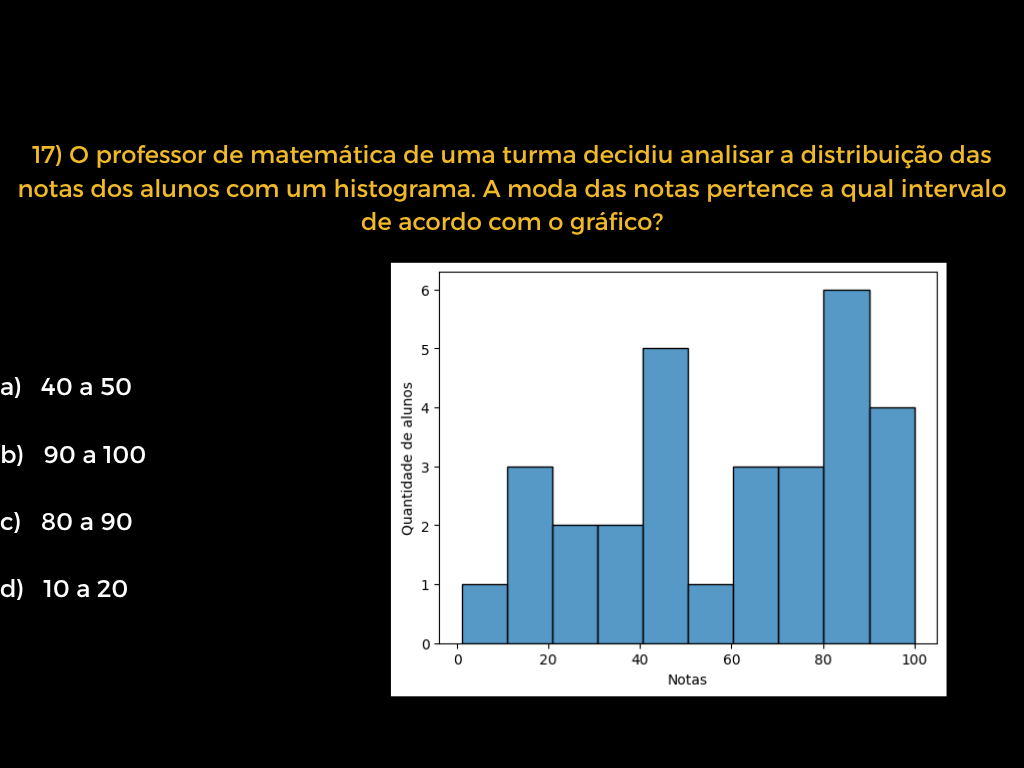 17) O professor de matemática de uma turma decidiu analisar a distribuição das
notas dos alunos com um histograma. A moda das notas pertence a qual intervalo
de acordo com o gráfico?
a) 40 a 50
b) 90 a 100
c) 80 a 90
d) 10 a 20
Quantidade de alunos
6
5
4
3
2
1
0
0 20 40 60 80 100
Notas